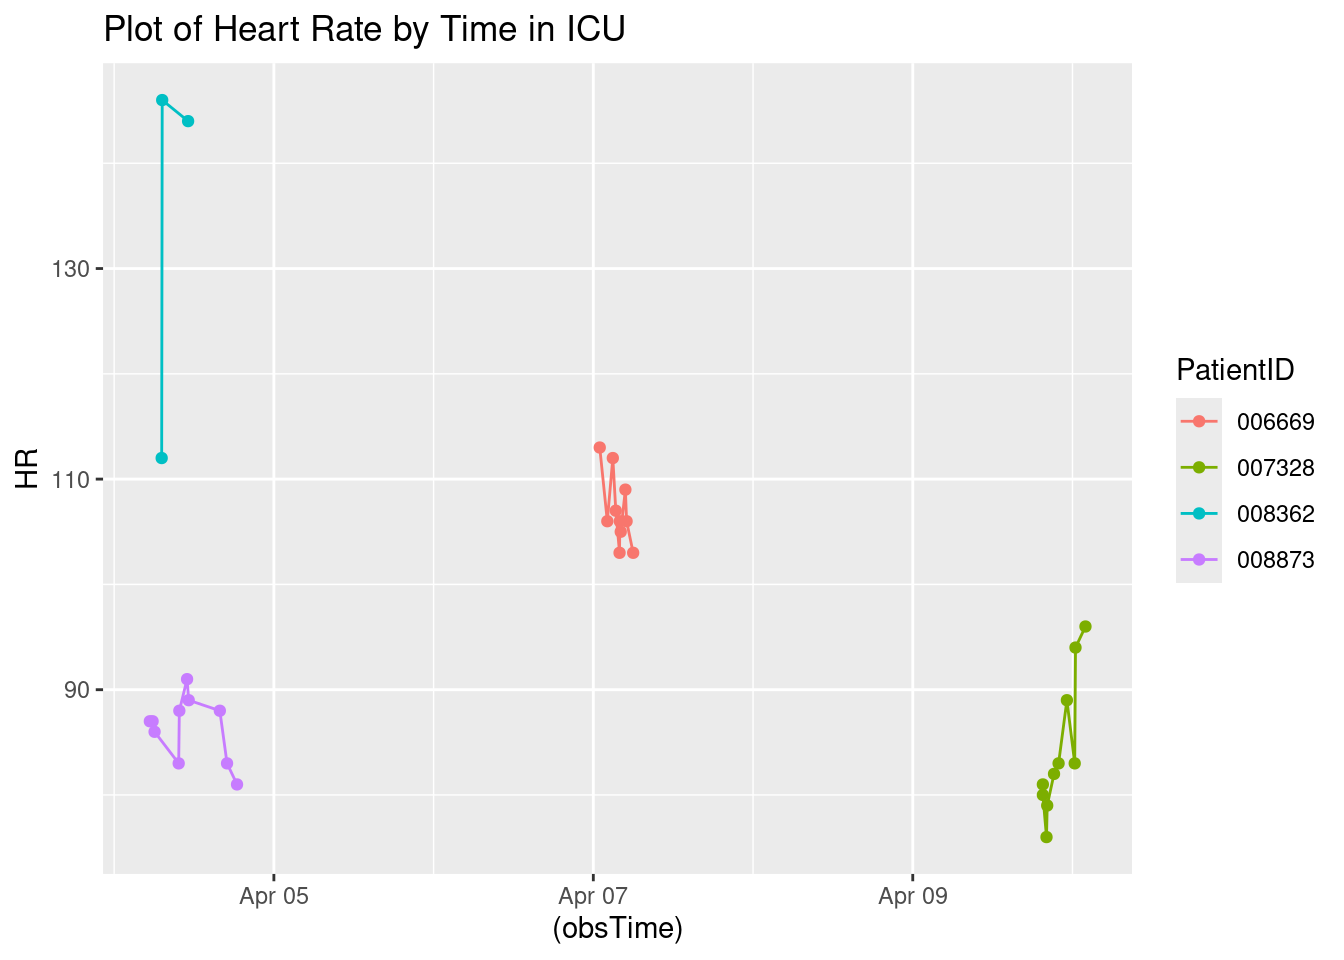 Plot of Heart Rate by Time in ICU
HR
130
110
90
Apr 05
Apr 07
Apr 09
(obsTime)
PatientID
006669
007328
008362
008873